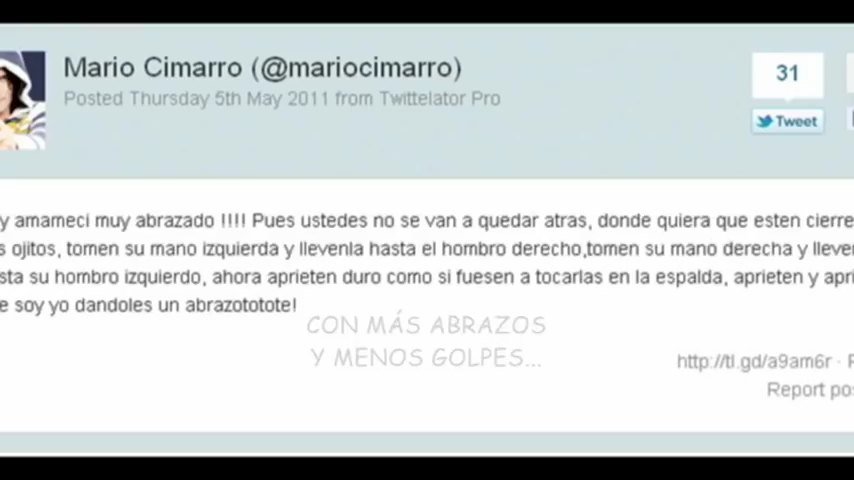 Mario Cimarro (@mariocimarro)
Posted Thursday 5th May 2011 from Twittelator Pro
31
Tweet
y amameci muy abrazado !!!! Pues ustedes no se van a quedar atras, donde quiera que esten cierre
s ojitos, tomen su mano izquierda y llevenla hasta el hombro derecho,tomen su mano derecha y lleve
sta su hombro izquierdo, ahora aprieten duro como si fuesen a tocarlas en la espalda, aprieten y apri
e soy yo dandoles un abrazototote!
CON MÁS ABRAZOS
Y MENOS GOLPES...
http://tl.gd/a9am6r ·
Report pos